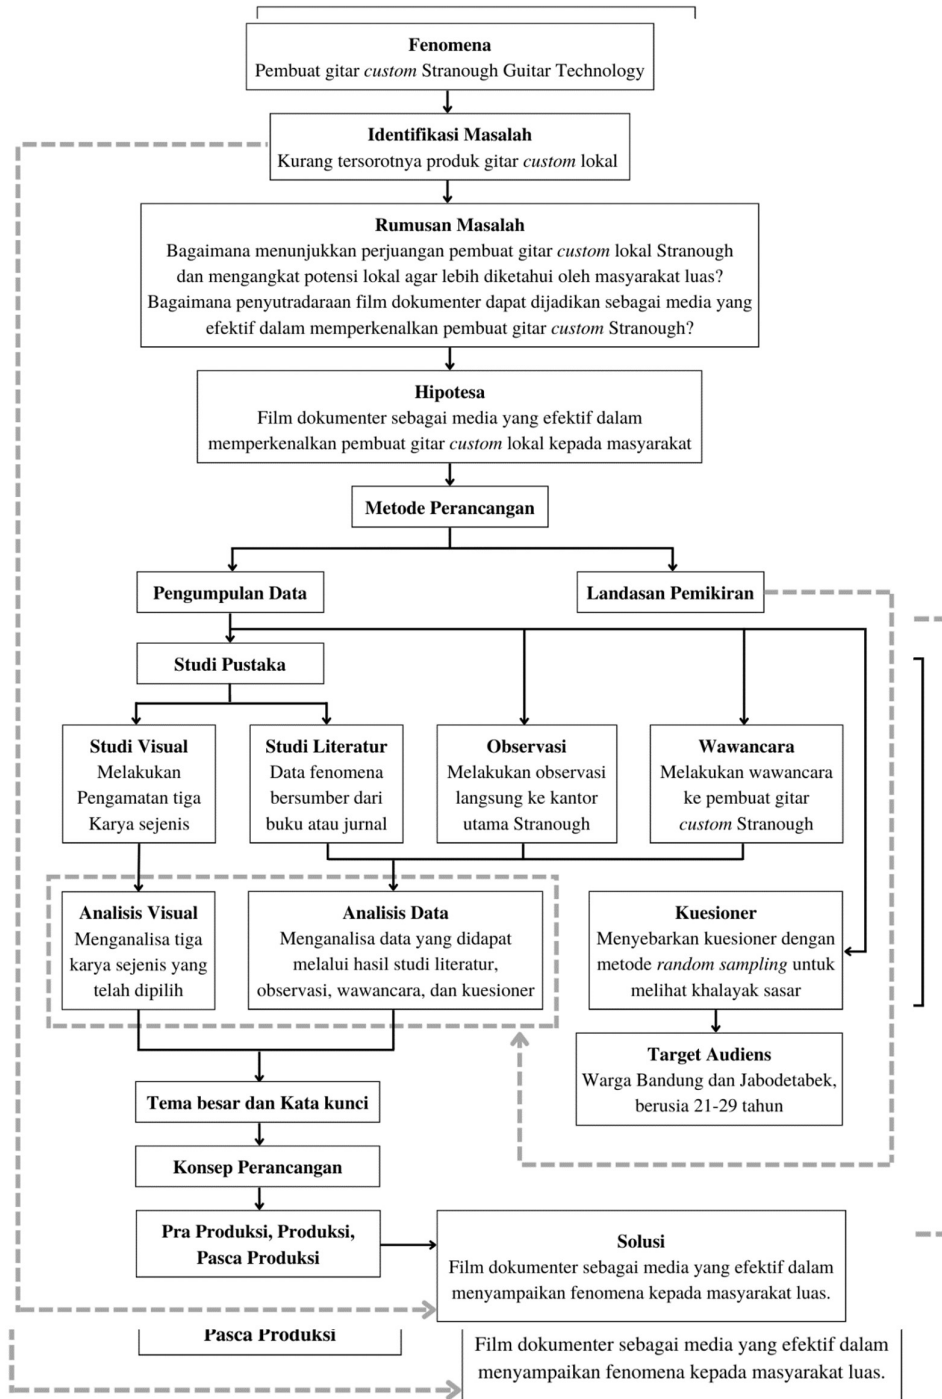 Fenomena
Pembuat gitar custom Stranough Guitar Technology
Identifikasi Masalah
Kurang tersorotnya produk gitar custom lokal
Rumusan Masalah
Bagaimana menunjukkan perjuangan pembuat gitar custom lokal Stranough
dan mengangkat potensi lokal agar lebih diketahui oleh masyarakat luas?
Bagaimana penyutradaraan film dokumenter dapat dijadikan sebagai media yang
efektif dalam memperkenalkan pembuat gitar custom Stranough?
Hipotesa
Film dokumenter sebagai media yang efektif dalam
memperkenalkan pembuat gitar custom lokal kepada masyarakat
Metode Perancangan
Pengumpulan Data
Landasan Pemikiran
Studi Pustaka
Studi Visual
Melakukan
Pengamatan tiga
Karya sejenis
Studi Literatur
Data fenomena
bersumber dari
buku atau jurnal
Observasi
Melakukan observasi
langsung ke kantor
utama Stranough
Wawancara
Melakukan wawancara
ke pembuat gitar
custom Stranough
Analisis Visual
Menganalisa tiga
karya sejenis yang
telah dipilih
Analisis Data
Menganalisa data yang didapat
melalui hasil studi literatur,
observasi, wawancara, dan kuesioner
Kuesioner
Menyebarkan kuesioner dengan
metode random sampling untuk
melihat khalayak sasar
Target Audiens
Warga Bandung dan Jabodetabek,
berusia 21-29 tahun
Tema besar dan Kata kunci
Konsep Perancangan
Pra Produksi, Produksi,
Pasca Produksi
Solusi
Film dokumenter sebagai media yang efektif dalam
menyampaikan fenomena kepada masyarakat luas.
Pasca Produksi
Film dokumenter sebagai media yang efektif dalam
menyampaikan fenomena kepada masyarakat luas.